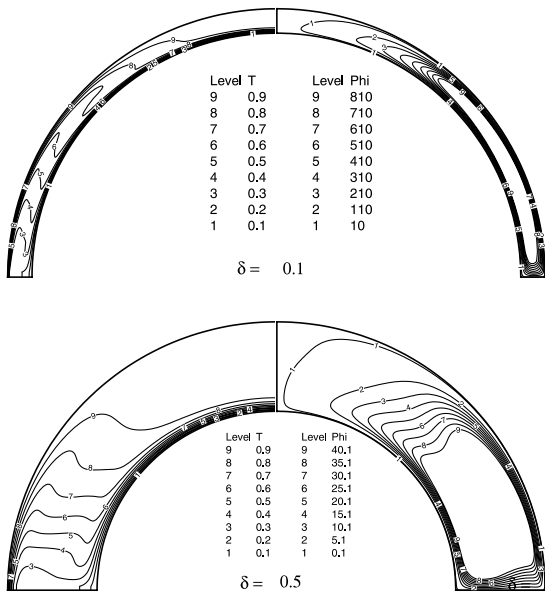 Level T Level Phi
9 0.9 9 810
8 0.8 8 710
7 0.7 7 610
6 0.6 6 510
5 0.5 5 410
4 0.4 4 310
3 0.3 3 210
2 0.2 2 110
1 0.1 1 10
δ = 0.1
Level T Level Phi
9 0.9 9 40.1
8 0.8 8 35.1
7 0.7 7 30.1
6 0.6 6 25.1
5 0.5 5 20.1
4 0.4 4 15.1
3 0.3 3 10.1
2 0.2 2 5.1
1 0.1 1 0.1
δ = 0.5